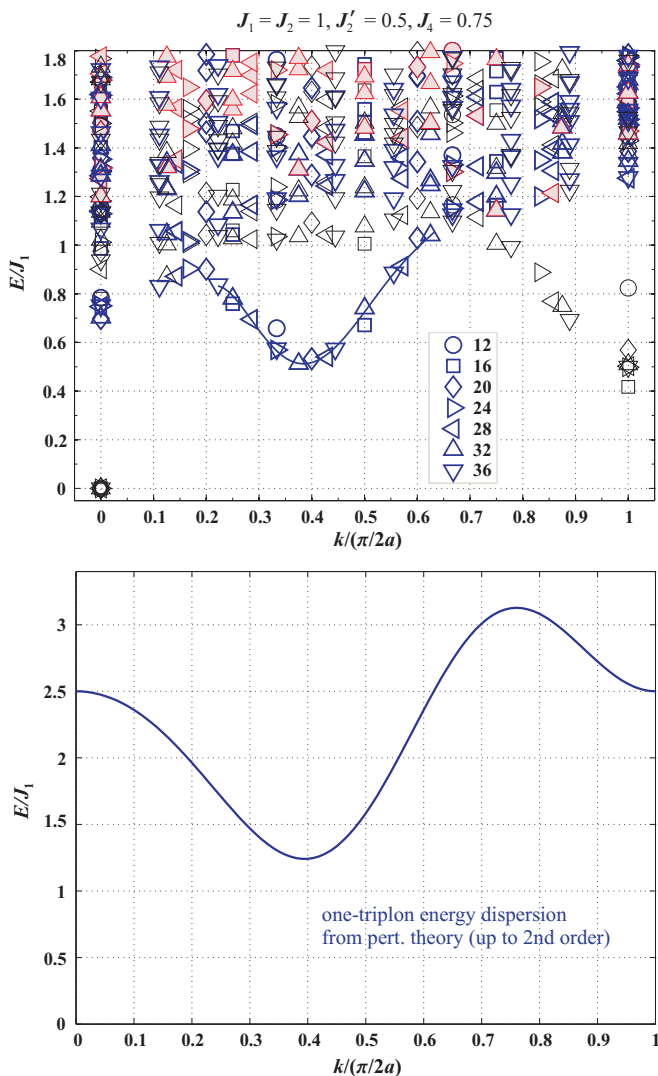 J₁ = J₂ = 1, J₂′ = 0.5, J₄ = 0.75
E/J₁
1.8
1.6
1.4
1.2
1
0.8
0.6
0.4
0.2
0
12
16
20
24
28
32
36
0 0.1 0.2 0.3 0.4 0.5 0.6 0.7 0.8 0.9 1
k/(π/2a)
E/J₁
3
2.5
2
1.5
1
0.5
0
one-triplon energy dispersion
from pert. theory (up to 2nd order)
0 0.1 0.2 0.3 0.4 0.5 0.6 0.7 0.8 0.9 1
k/(π/2a)